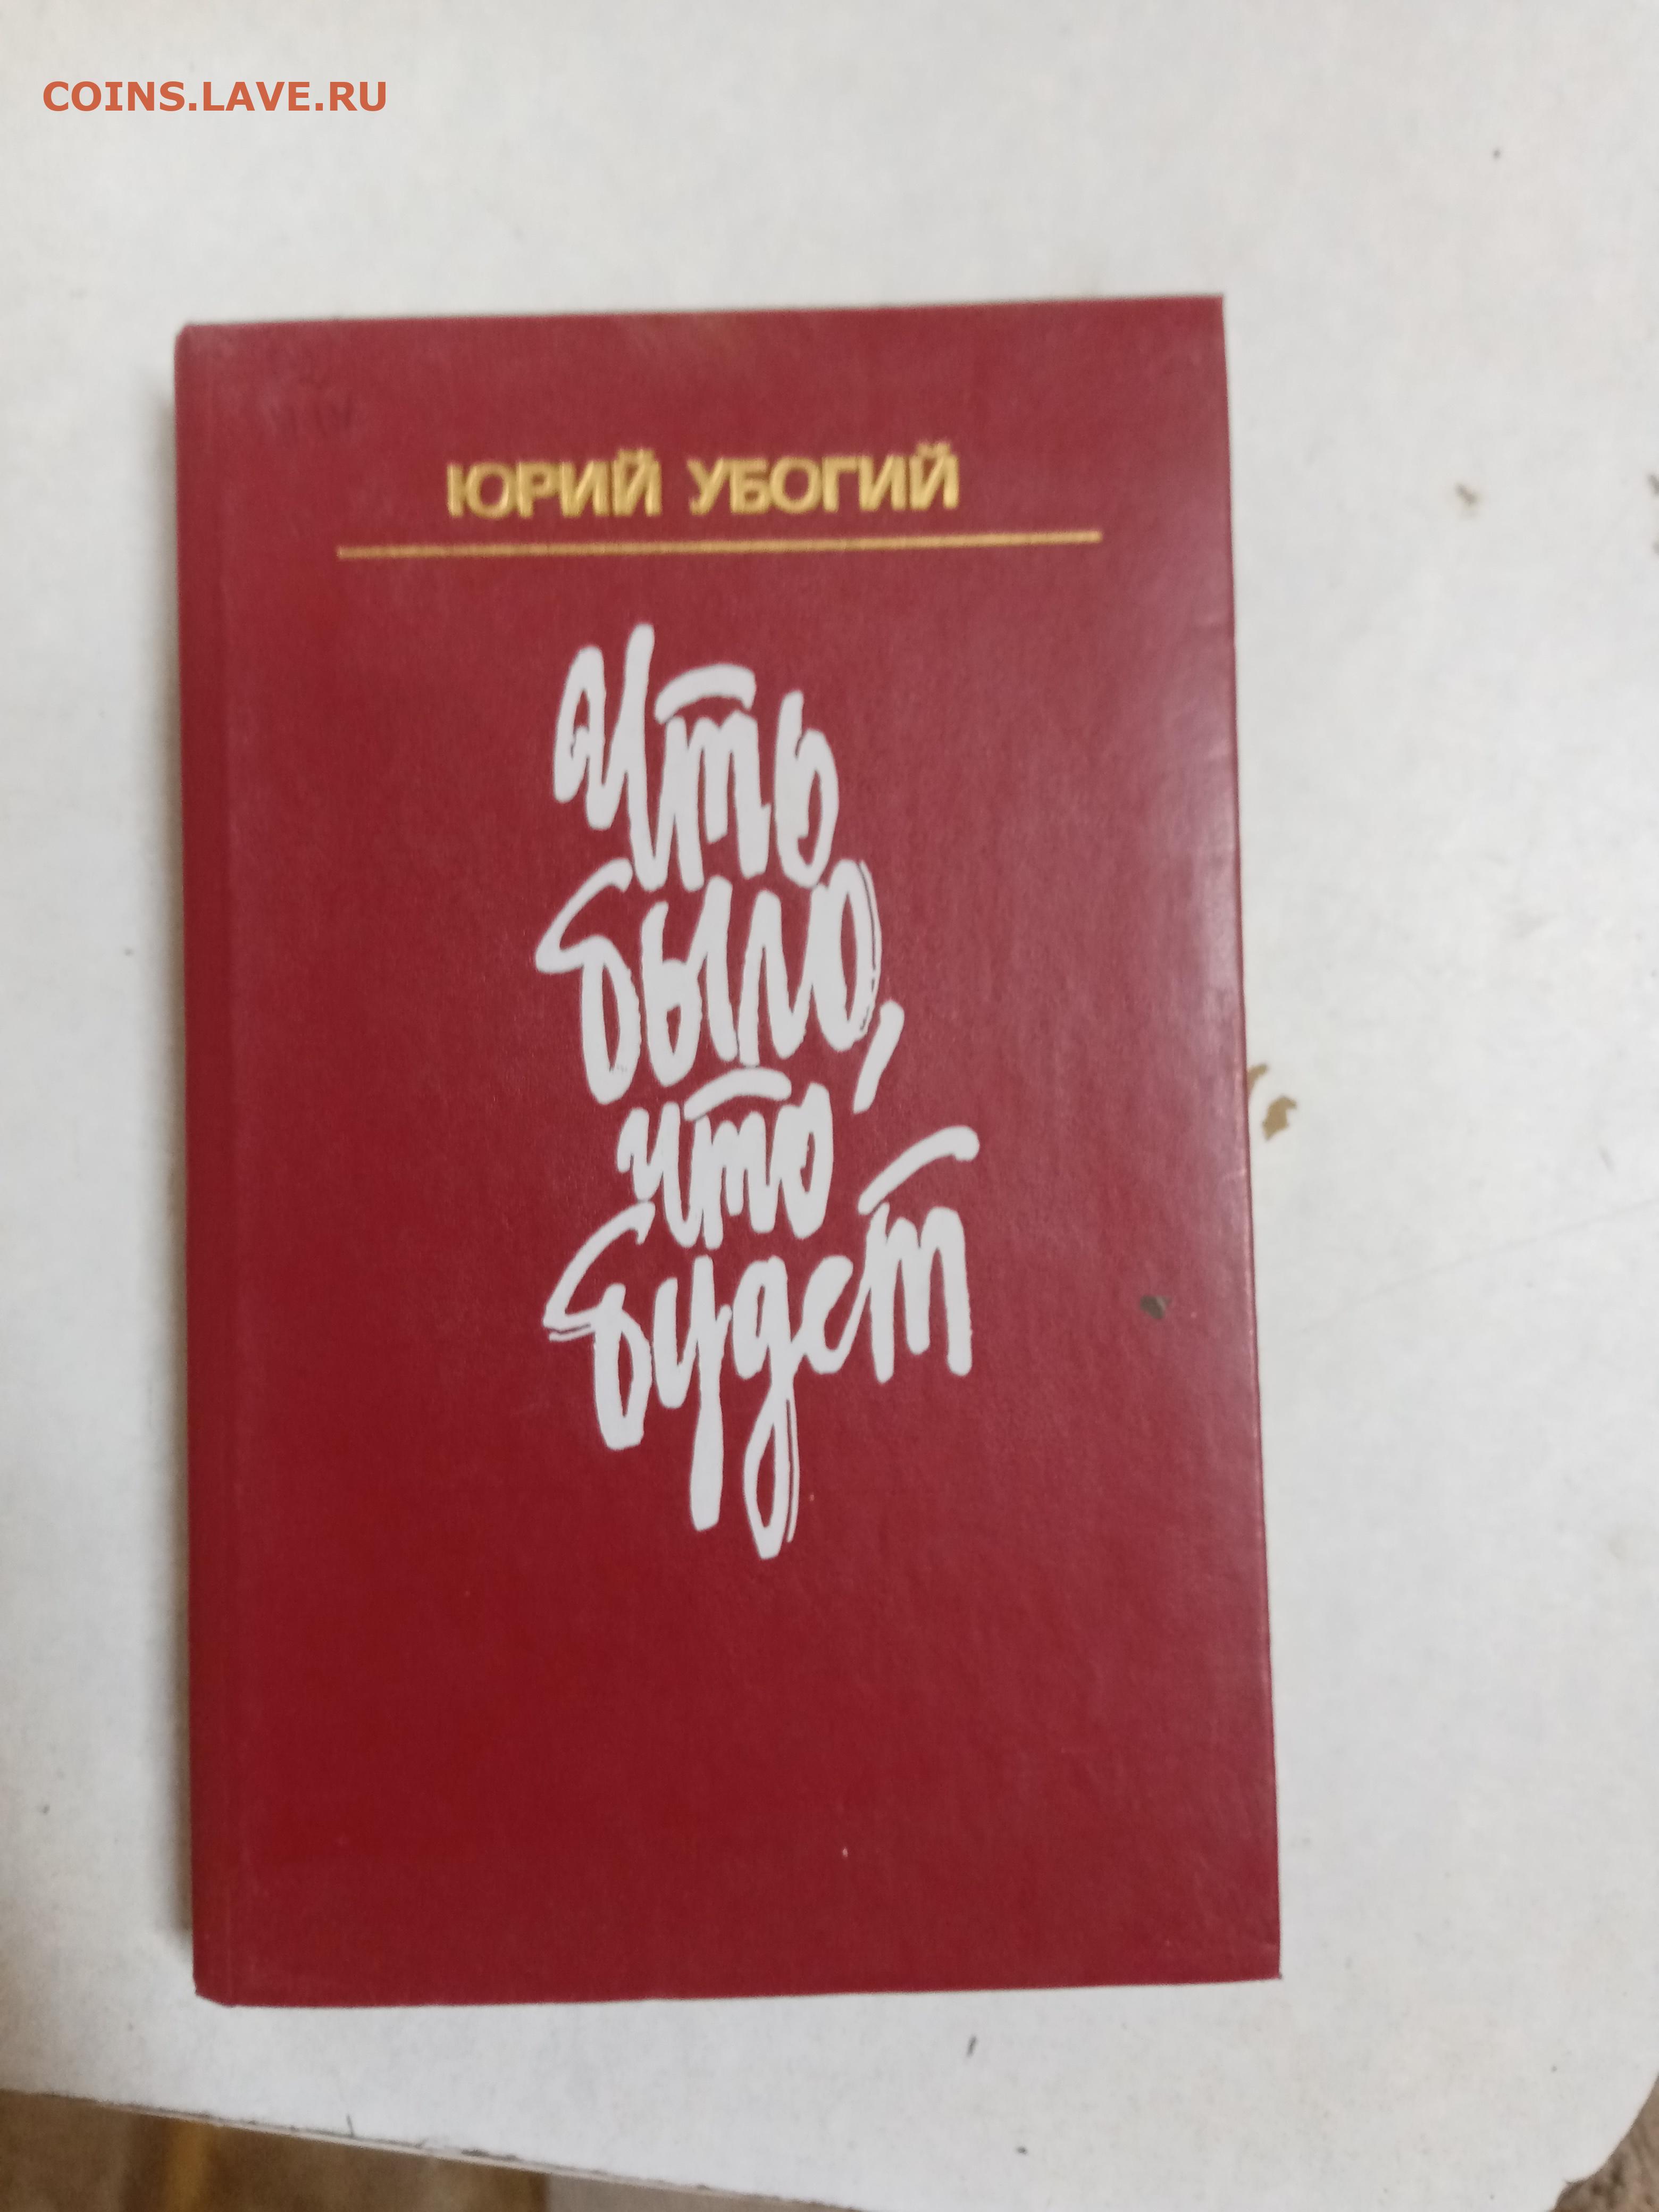 COINS.LAVE.RU
ЮРИЙ УБОГИЙ
Что
было,
что
будет